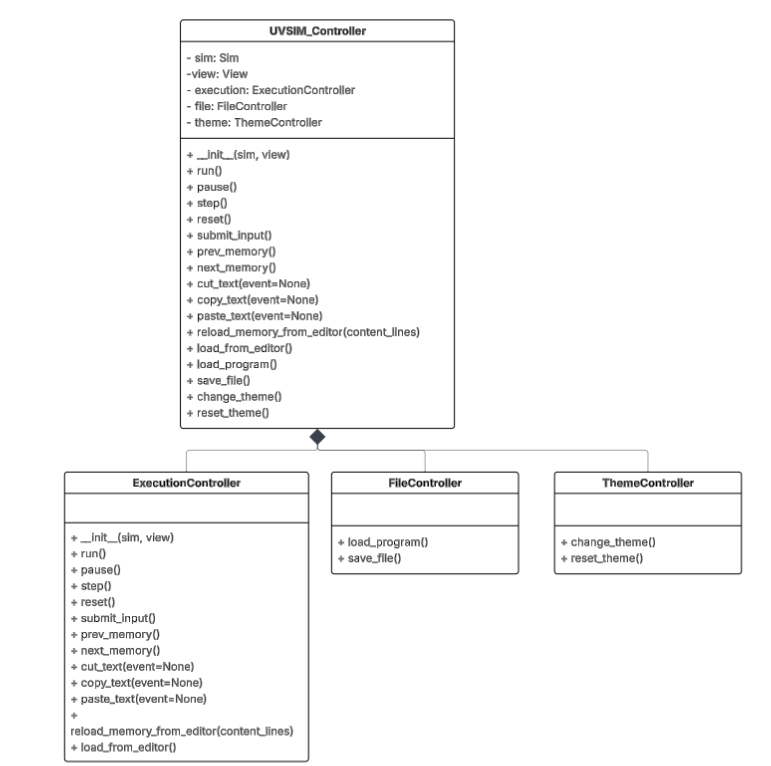 UVSIM_Controller
- sim: Sim
-view: View
- execution: ExecutionController
- file: FileController
- theme: ThemeController
+ __init__(sim, view)
+ run()
+ pause()
+ step()
+ reset()
+ submit_input()
+ prev_memory()
+ next_memory()
+ cut_text(event=None)
+ copy_text(event=None)
+ paste_text(event=None)
+ reload_memory_from_editor(content_lines)
+ load_from_editor()
+ load_program()
+ save_file()
+ change_theme()
+ reset_theme()
ExecutionController
+ __init__(sim, view)
+ run()
+ pause()
+ step()
+ reset()
+ submit_input()
+ prev_memory()
+ next_memory()
+ cut_text(event=None)
+ copy_text(event=None)
+ paste_text(event=None)
+
reload_memory_from_editor(content_lines)
+ load_from_editor()
FileController
+ load_program()
+ save_file()
ThemeController
+ change_theme()
+ reset_theme()